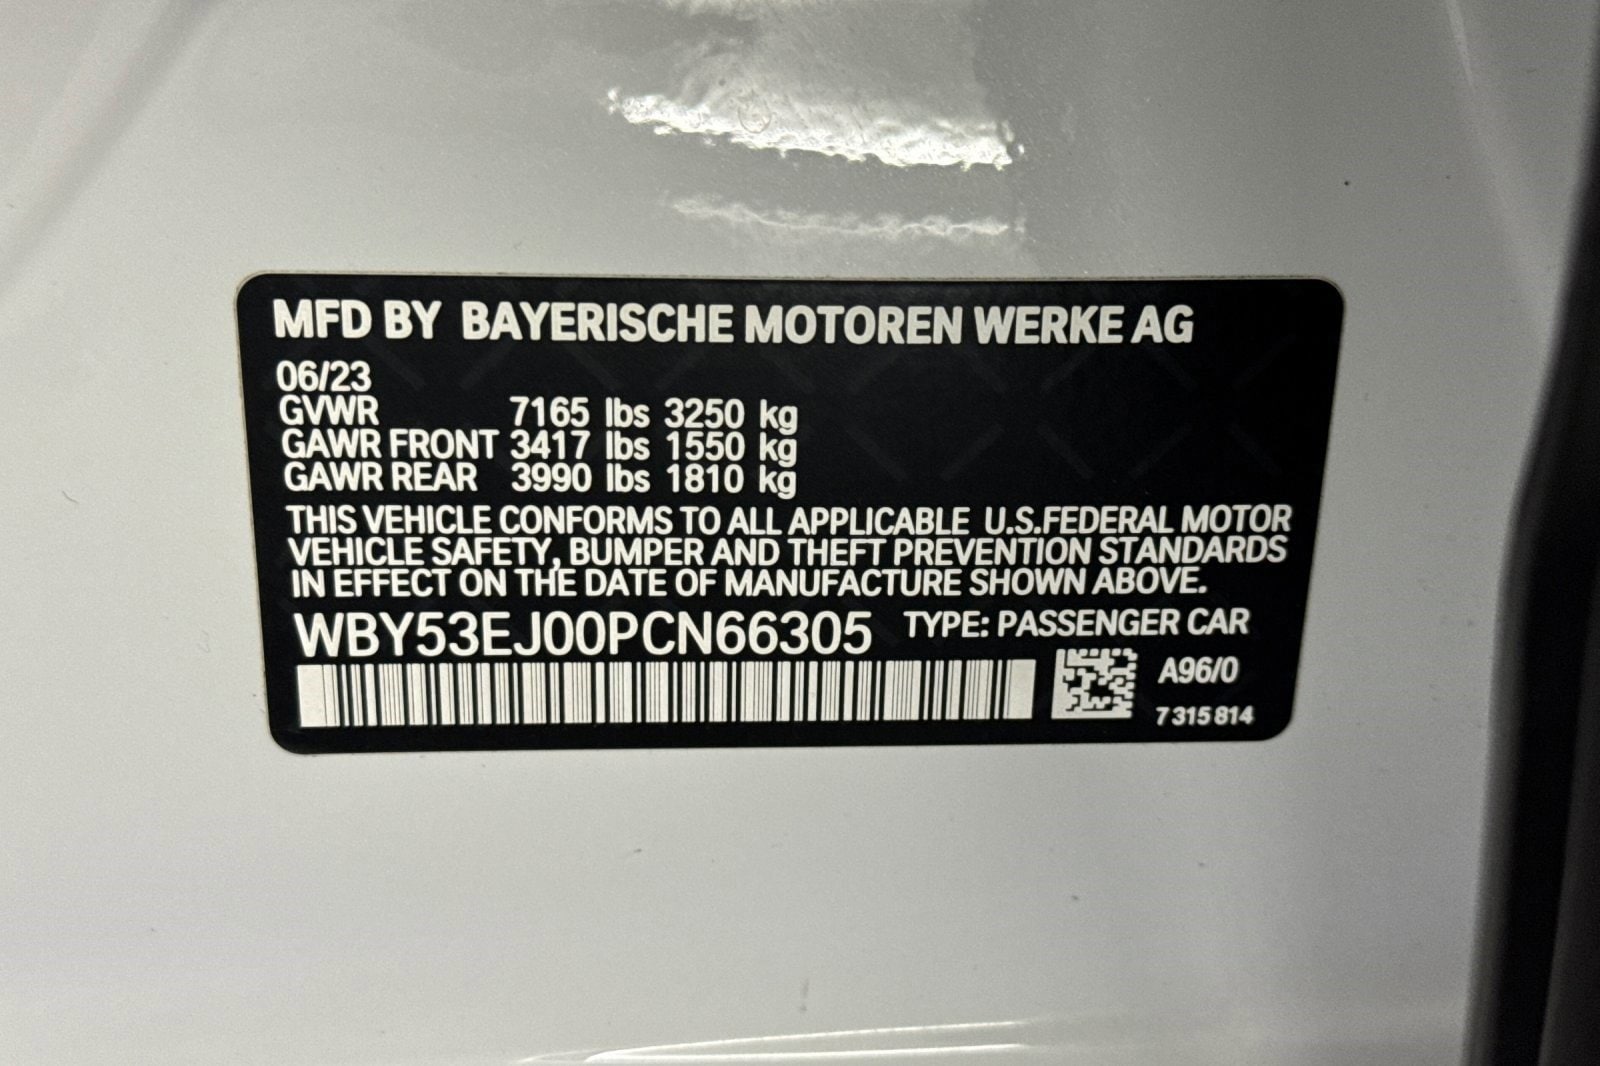 MFD BY BAYERISCHE MOTOREN WERKE AG
06/23
GVWR 7165 lbs 3250 kg
GAWR FRONT 3417 lbs 1550 kg
GAWR REAR 3990 lbs 1810 kg
THIS VEHICLE CONFORMS TO ALL APPLICABLE U.S.FEDERAL MOTOR
VEHICLE SAFETY, BUMPER AND THEFT PREVENTION STANDARDS
IN EFFECT ON THE DATE OF MANUFACTURE SHOWN ABOVE.
WBY53EJ00PCN66305 TYPE: PASSENGER CAR
A96/0
7 315 814